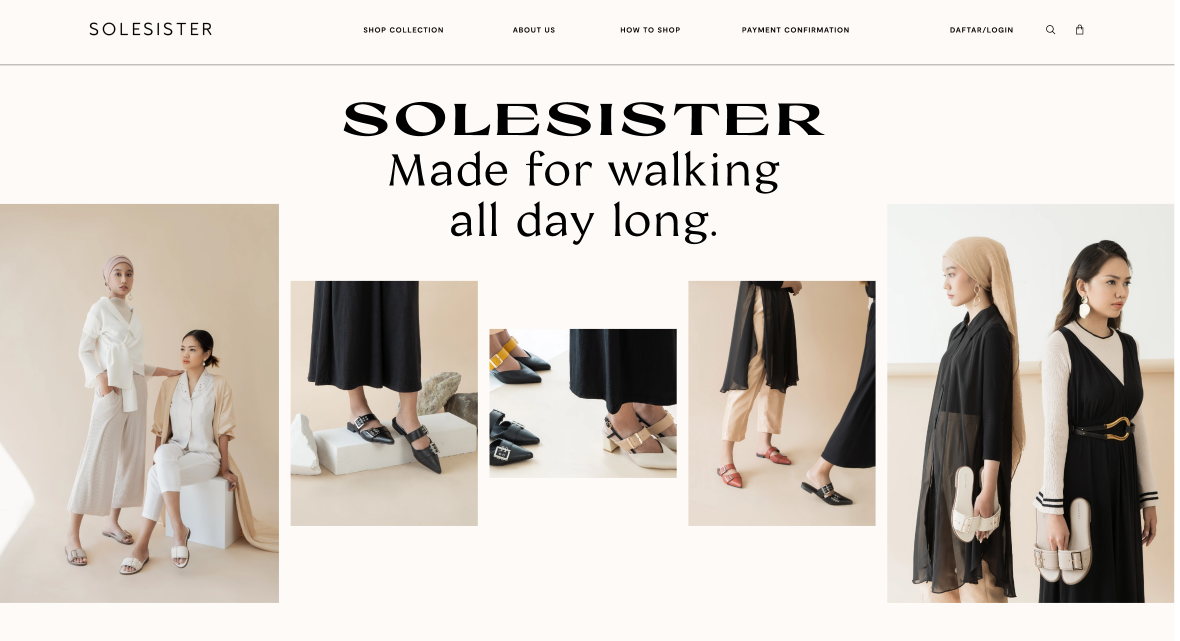 SOLESISTER
SHOP COLLECTION
ABOUT US
HOW TO SHOP
PAYMENT CONFIRMATION
DAFTAR/LOGIN
SOLESISTER
Made for walking
all day long.